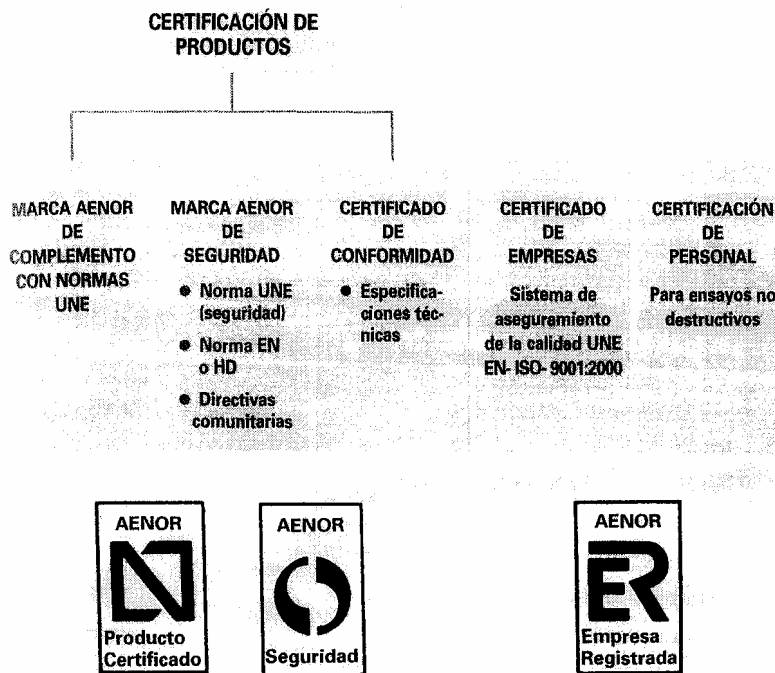 CERTIFICACIÓN DE
PRODUCTOS
MARCA AENOR
DE
COMPLEMENTO
CON NORMAS
UNE
MARCA AENOR
DE
SEGURIDAD
● Norma UNE
(seguridad)
● Norma EN
o HD
● Directivas
comunitarias
CERTIFICADO
DE
CONFORMIDAD
● Especifica-
ciones téc-
nicas
CERTIFICADO
DE
EMPRESAS
Sistema de
aseguramiento
de la calidad UNE
EN- ISO- 9001:2000
CERTIFICACIÓN
DE
PERSONAL
Para ensayos no
destructivos
AENOR
N
Producto
Certificado
AENOR
Seguridad
AENOR
ER
Empresa
Registrada